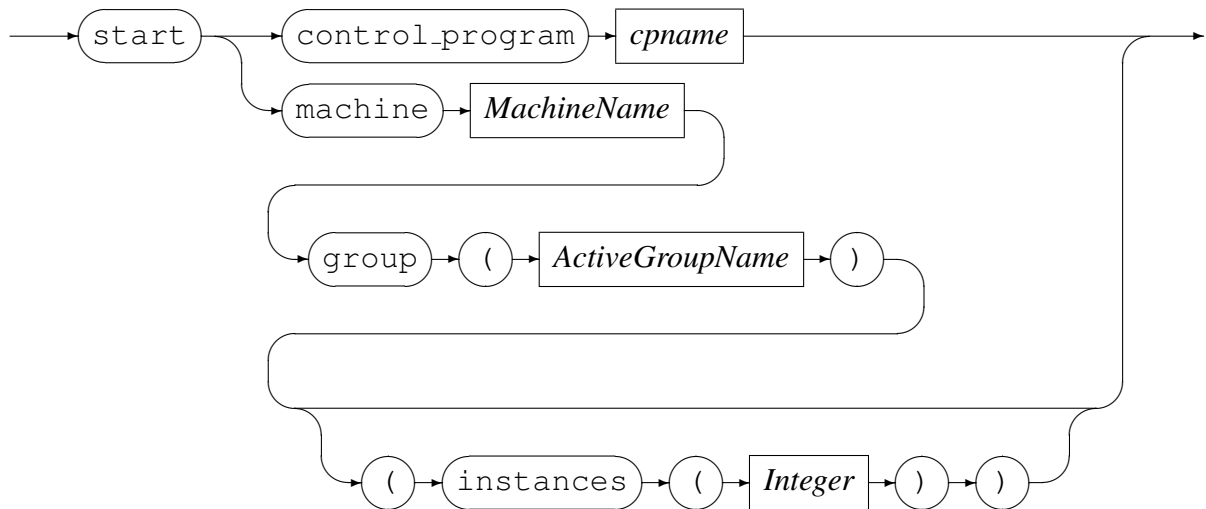 start control_program cpname
machine MachineName
group ( ActiveGroupName )
( instances ( Integer ) )